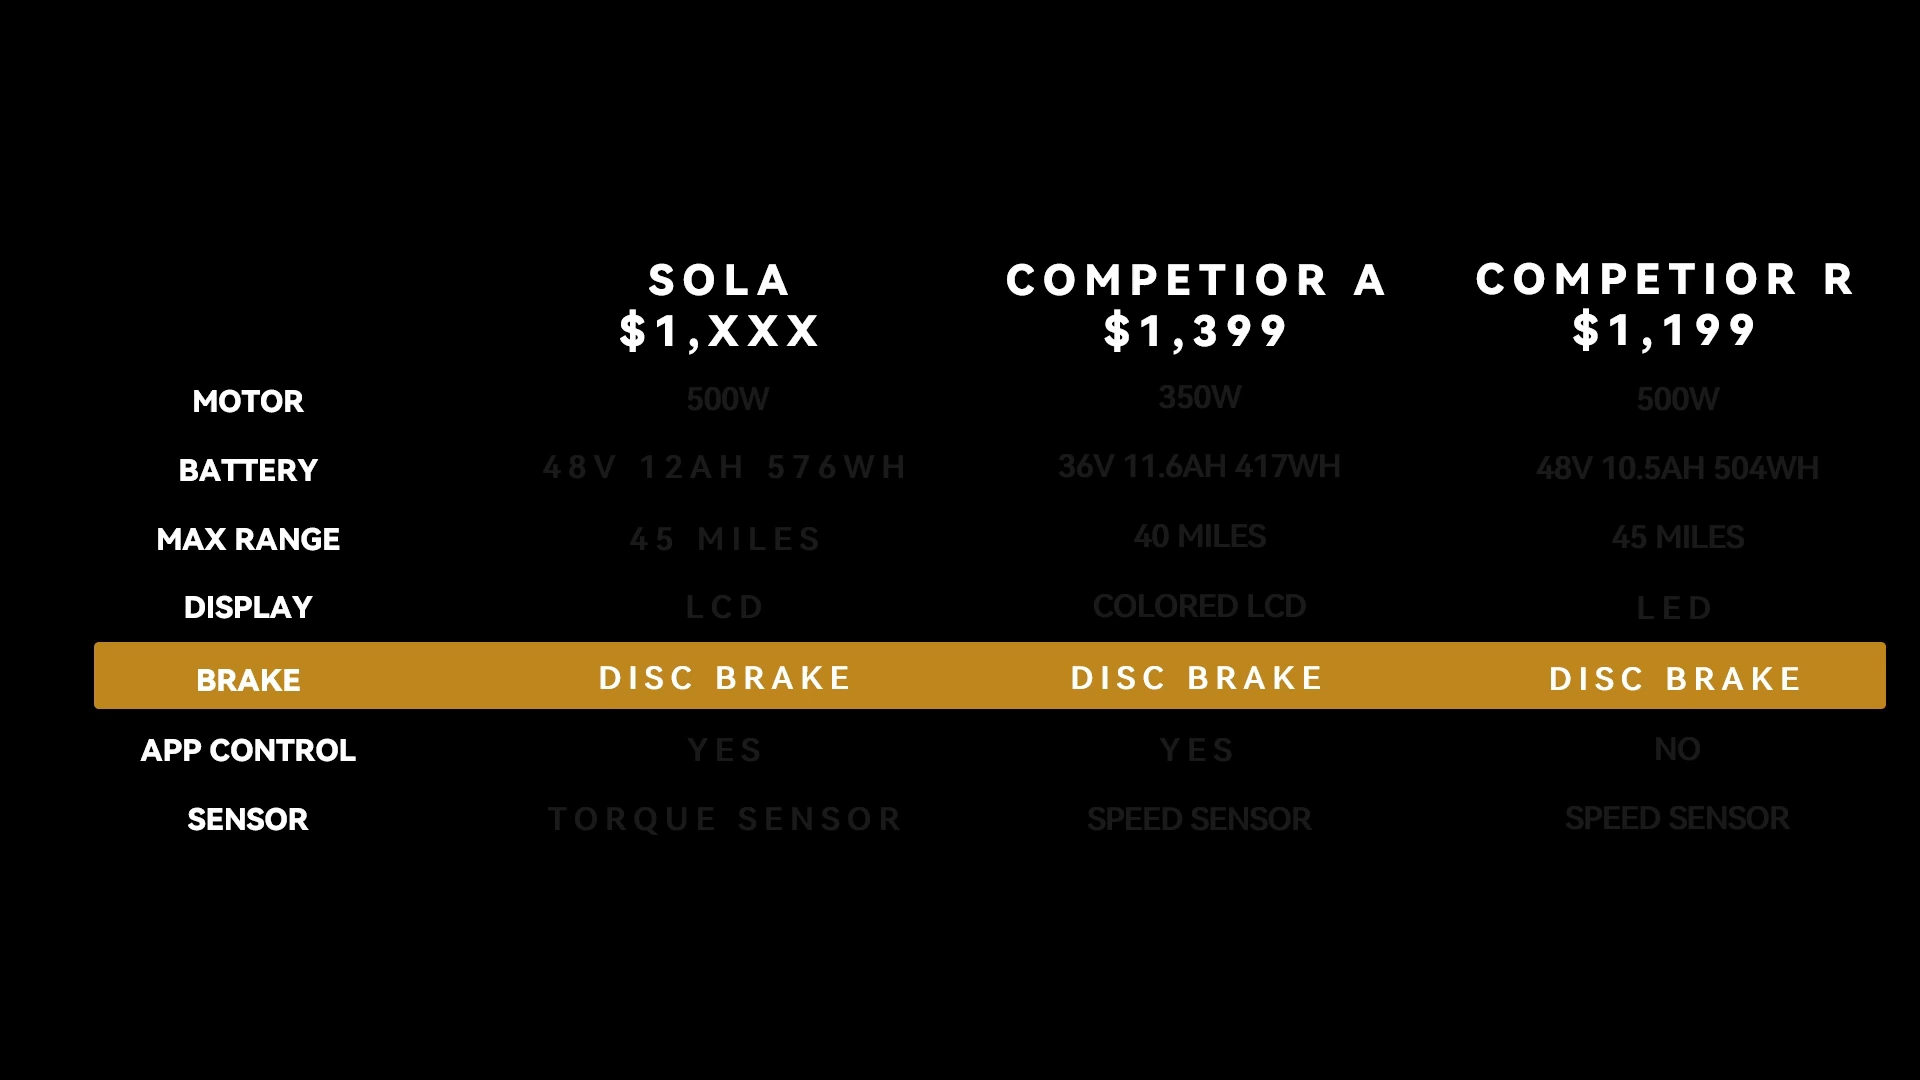 SOLA COMPETIOR A COMPETIOR R
$1,XXX $1,399 $1,199
MOTOR 500W 350W 500W
BATTERY 48V 12AH 576WH 36V 11.6AH 417WH 48V 10.5AH 504WH
MAX RANGE 45 MILES 40 MILES 45 MILES
DISPLAY LCD COLORED LCD LED
BRAKE DISC BRAKE DISC BRAKE DISC BRAKE
APP CONTROL YES YES NO
SENSOR TORQUE SENSOR SPEED SENSOR SPEED SENSOR